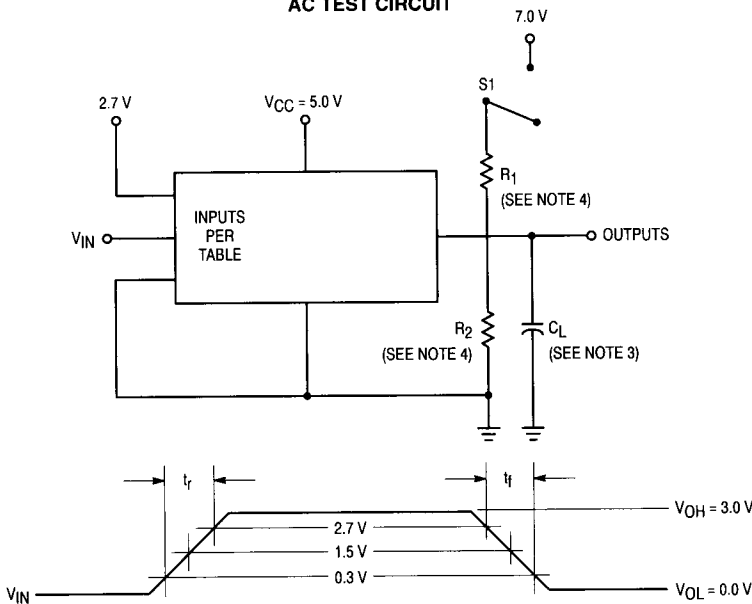 AC TEST CIRCUIT
7.0 V
S1
2.7 V
VCC = 5.0 V
R1
(SEE NOTE 4)
INPUTS
PER
TABLE
VIN
OUTPUTS
R2
(SEE NOTE 4)
CL
(SEE NOTE 3)
tr
tf
VOH = 3.0 V
2.7 V
1.5 V
0.3 V
VIN
VOL = 0.0 V